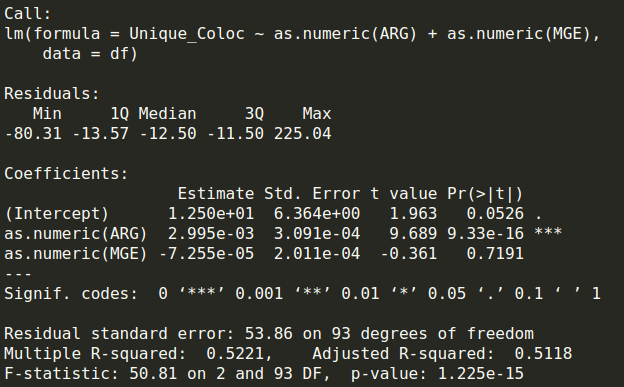 Call:
lm(formula = Unique_Coloc ~ as.numeric(ARG) + as.numeric(MGE),
    data = df)

Residuals:
   Min     1Q Median     3Q    Max
-80.31 -13.57 -12.50 -11.50 225.04

Coefficients:
                  Estimate Std. Error t value Pr(>|t|)
(Intercept)      1.250e+01  6.364e+00   1.963   0.0526 .
as.numeric(ARG)  2.995e-03  3.091e-04   9.689 9.33e-16 ***
as.numeric(MGE) -7.255e-05  2.011e-04  -0.361   0.7191
---
Signif. codes:  0 ‘***’ 0.001 ‘**’ 0.01 ‘*’ 0.05 ‘.’ 0.1 ‘ ’ 1

Residual standard error: 53.86 on 93 degrees of freedom
Multiple R-squared:  0.5221,    Adjusted R-squared:  0.5118
F-statistic: 50.81 on 2 and 93 DF,  p-value: 1.225e-15